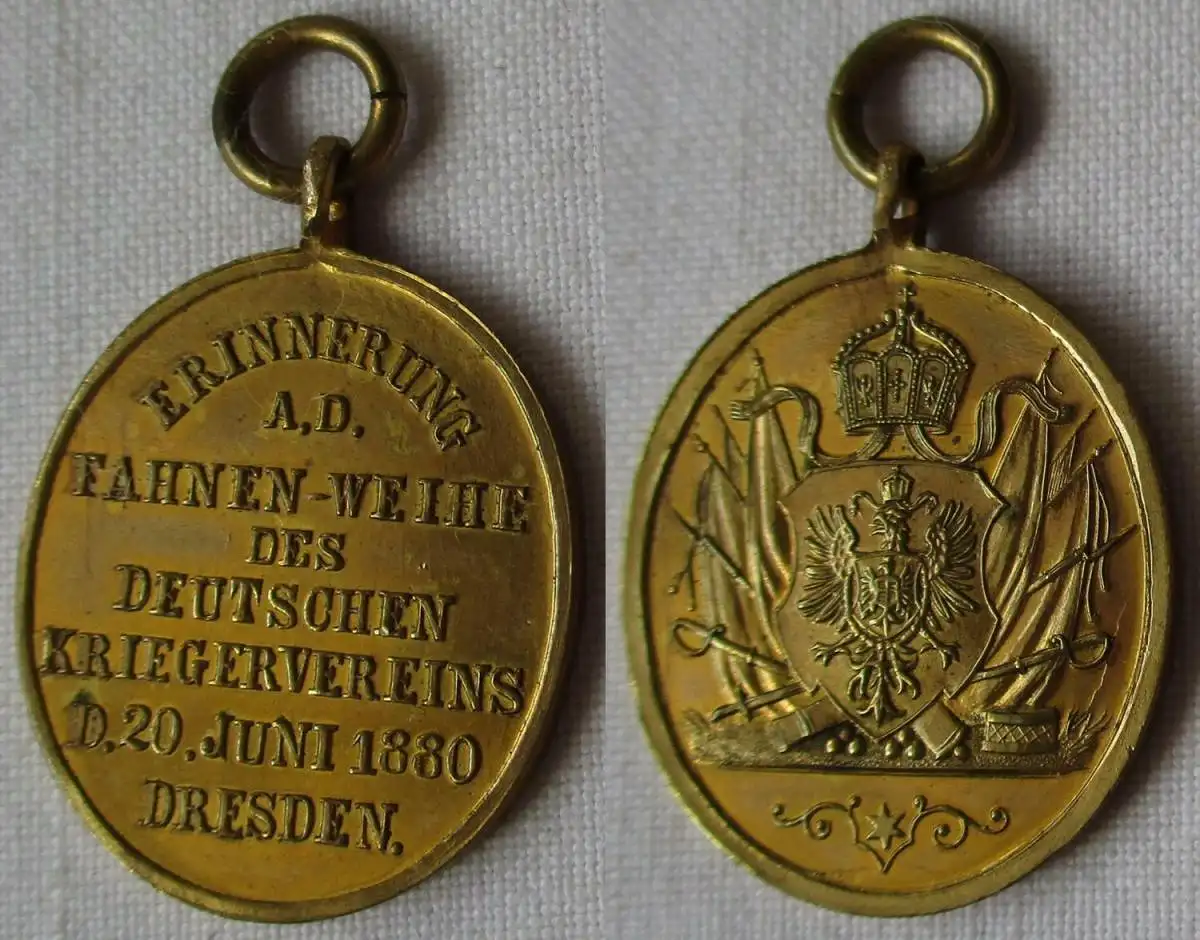 ERINNERUNG
A.D.
FAHNEN-WEIHE
DES
DEUTSCHEN
KRIEGERVEREINS
D. 20. JUNI 1880
DRESDEN.